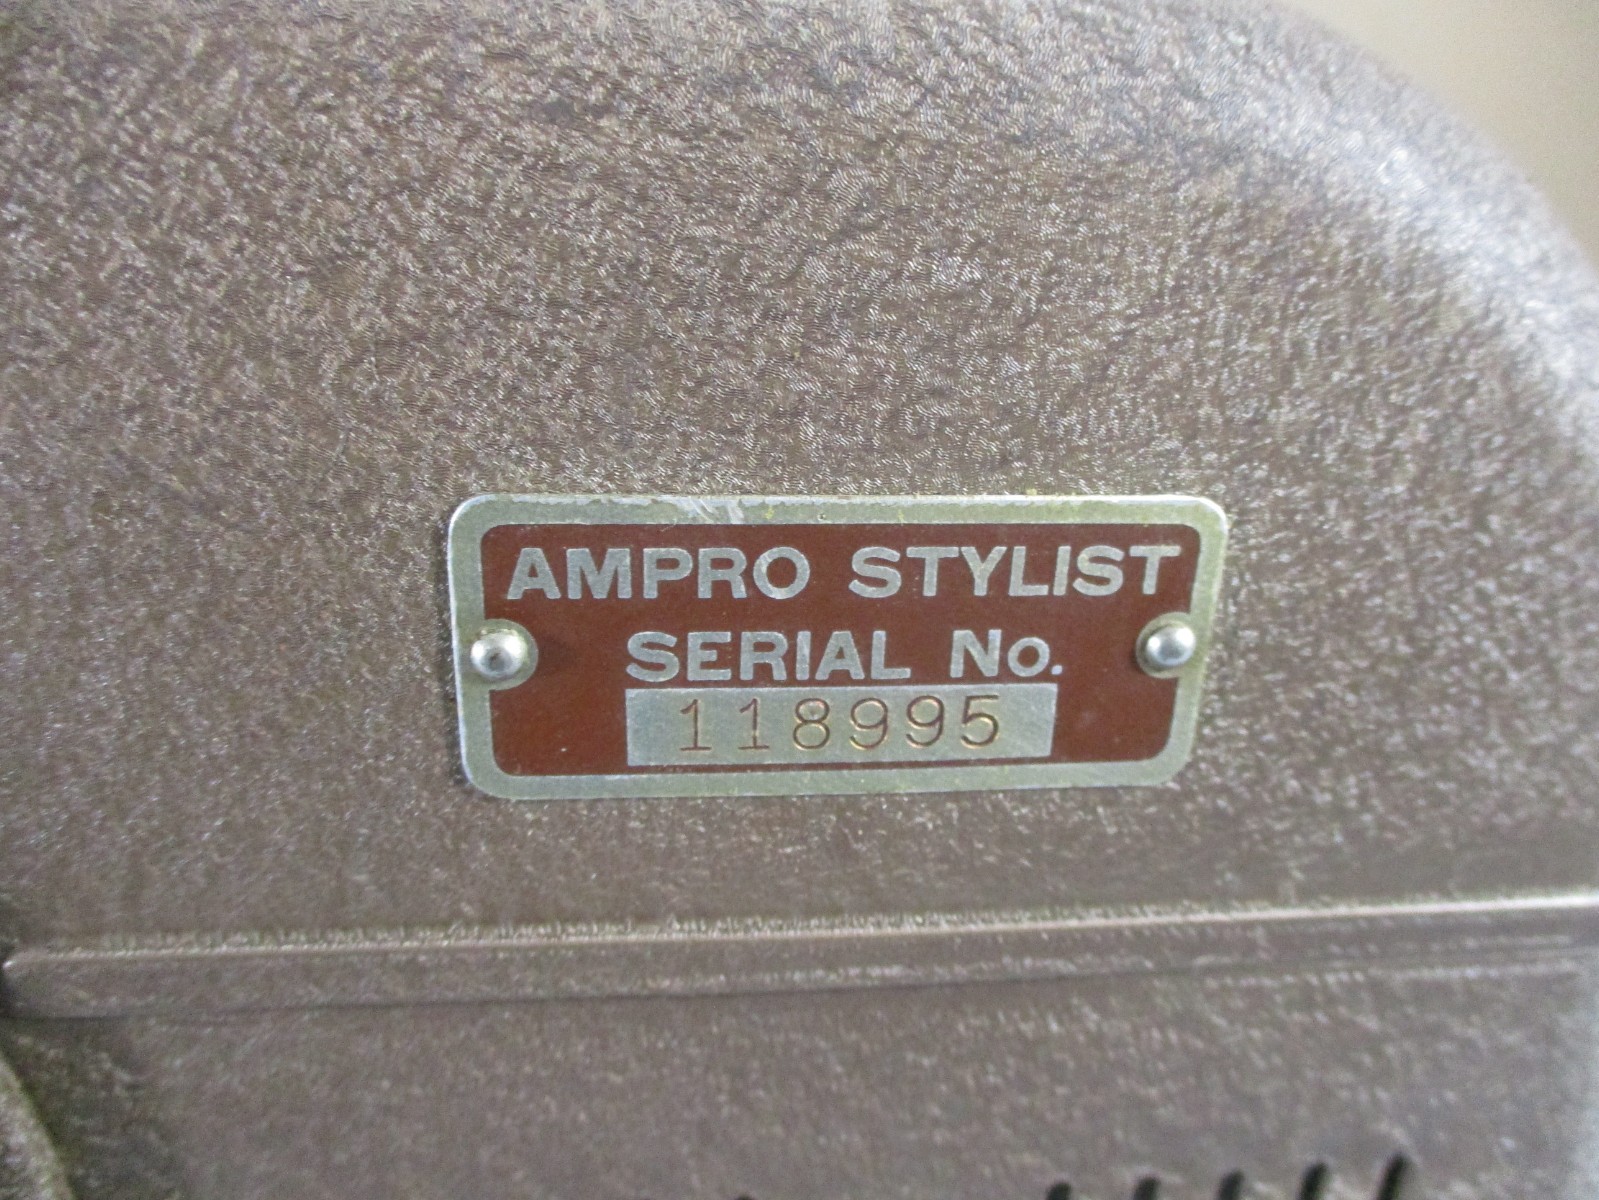 AMPRO STYLIST
SERIAL No.
118995